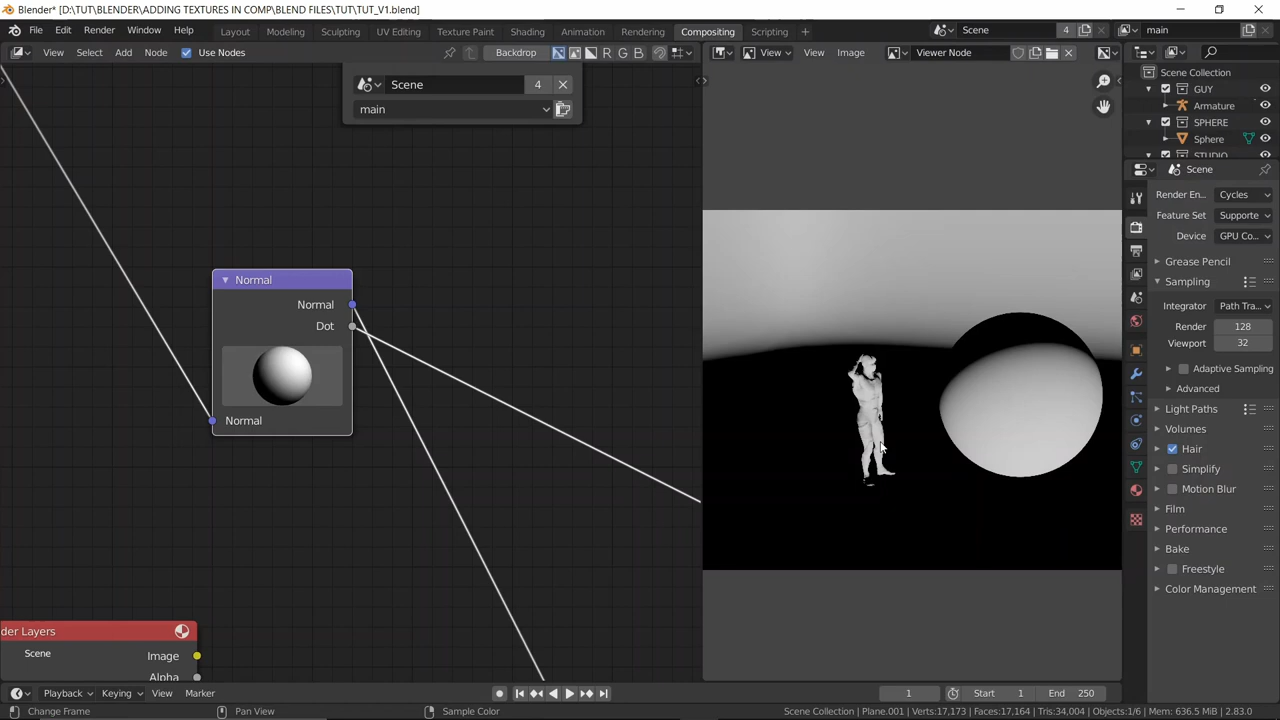 Blender* [D:\TUT\BLENDER\ADDING TEXTURES IN COMP\BLEND FILES\TUT\TUT_V1.blend]
File Edit Render Window Help Layout Modeling Sculpting UV Editing Texture Paint Shading Animation Rendering Compositing Scripting + Scene 4 main
View Select Add Node Use Nodes Backdrop R G B View View Image Viewer Node
Scene 4
main
Scene Collection
GUY
Armature
SPHERE
Sphere
STUDIO
Scene
Render En... Cycles
Feature Set Supporte
Device GPU Co...
Grease Pencil
Sampling
Integrator Path Tra...
Render 128
Viewport 32
Adaptive Sampling
Advanced
Light Paths
Volumes
Hair
Simplify
Motion Blur
Film
Performance
Bake
Freestyle
Color Management
Normal
Normal
Dot
Normal
der Layers
Scene
Image
Alpha
Playback Keying View Marker 1 Start 1 End 250
Change Frame Pan View Sample Color Scene Collection | Plane.001 | Verts:17,173 | Faces:17,164 | Tris:34,004 | Objects:1/6 | Mem: 636.5 MiB | 2.83.0